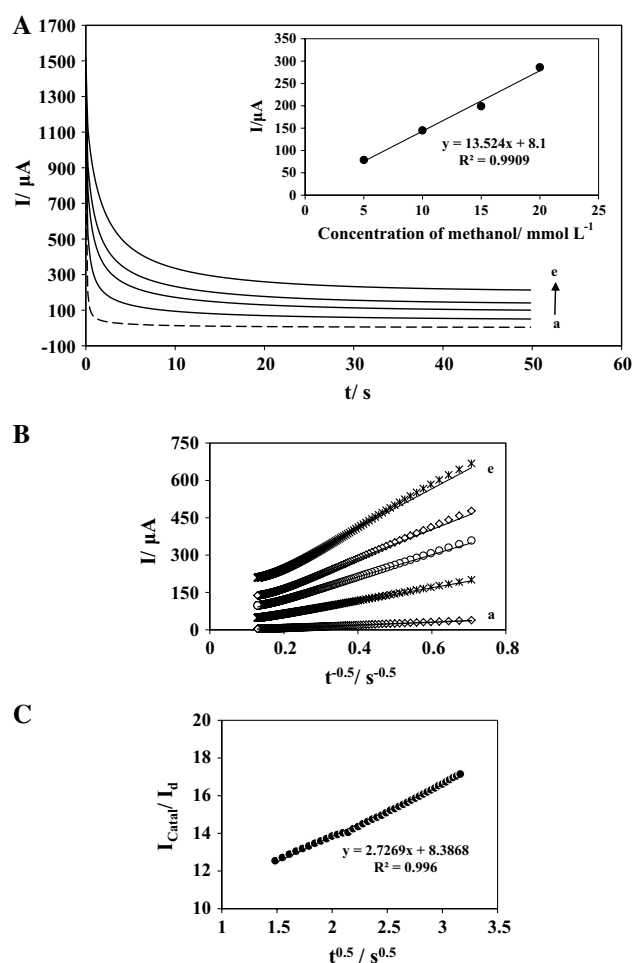 A
1700
1500
1300
1100
900
700
500
300
100
-100
I/ μA
0 10 20 30 40 50 60
t/ s
350
300
250
200
150
100
50
0
I/μA
y = 13.524x + 8.1
R² = 0.9909
0 5 10 15 20 25
Concentration of methanol/ mmol L⁻¹
e
a
B
750
600
450
300
150
0
I/ μA
e
a
0 0.2 0.4 0.6 0.8
t⁻⁰·⁵/ s⁻⁰·⁵
C
20
18
16
14
12
10
I_Catal/ I_d
y = 2.7269x + 8.3868
R² = 0.996
1 1.5 2 2.5 3 3.5
t⁰·⁵ / s⁰·⁵